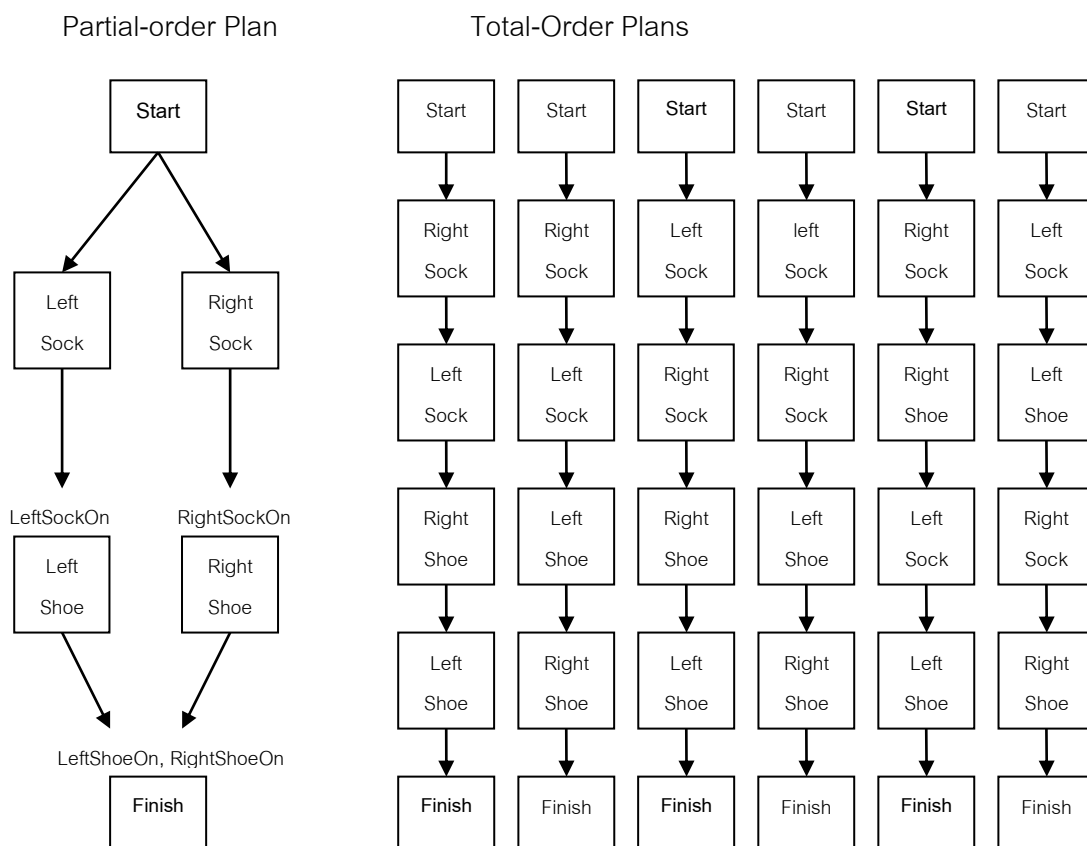 Partial-order Plan
Start
Left
Sock
Right
Sock
LeftSockOn
RightSockOn
Left
Shoe
Right
Shoe
LeftShoeOn, RightShoeOn
Finish
Total-Order Plans
Start
Right
Sock
Left
Sock
Right
Shoe
Left
Shoe
Finish
Start
Right
Sock
Left
Sock
Left
Shoe
Right
Shoe
Finish
Start
Left
Sock
Right
Sock
Right
Shoe
Left
Shoe
Finish
Start
left
Sock
Right
Sock
Left
Shoe
Right
Shoe
Finish
Start
Right
Sock
Right
Shoe
Left
Sock
Left
Shoe
Finish
Start
Left
Sock
Left
Shoe
Right
Sock
Right
Shoe
Finish